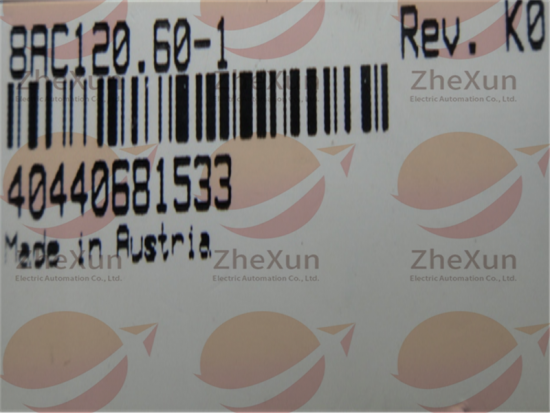 8AC120.60-1 Rev. K0
ZheXun
Electric Automation Co., Ltd.
40440681533
Made in Austria
ZheXun
Electric Automation Co., Ltd.
ZheXun
Electric Automation Co., Ltd.
ZheXun
Electric Automation Co., Ltd.